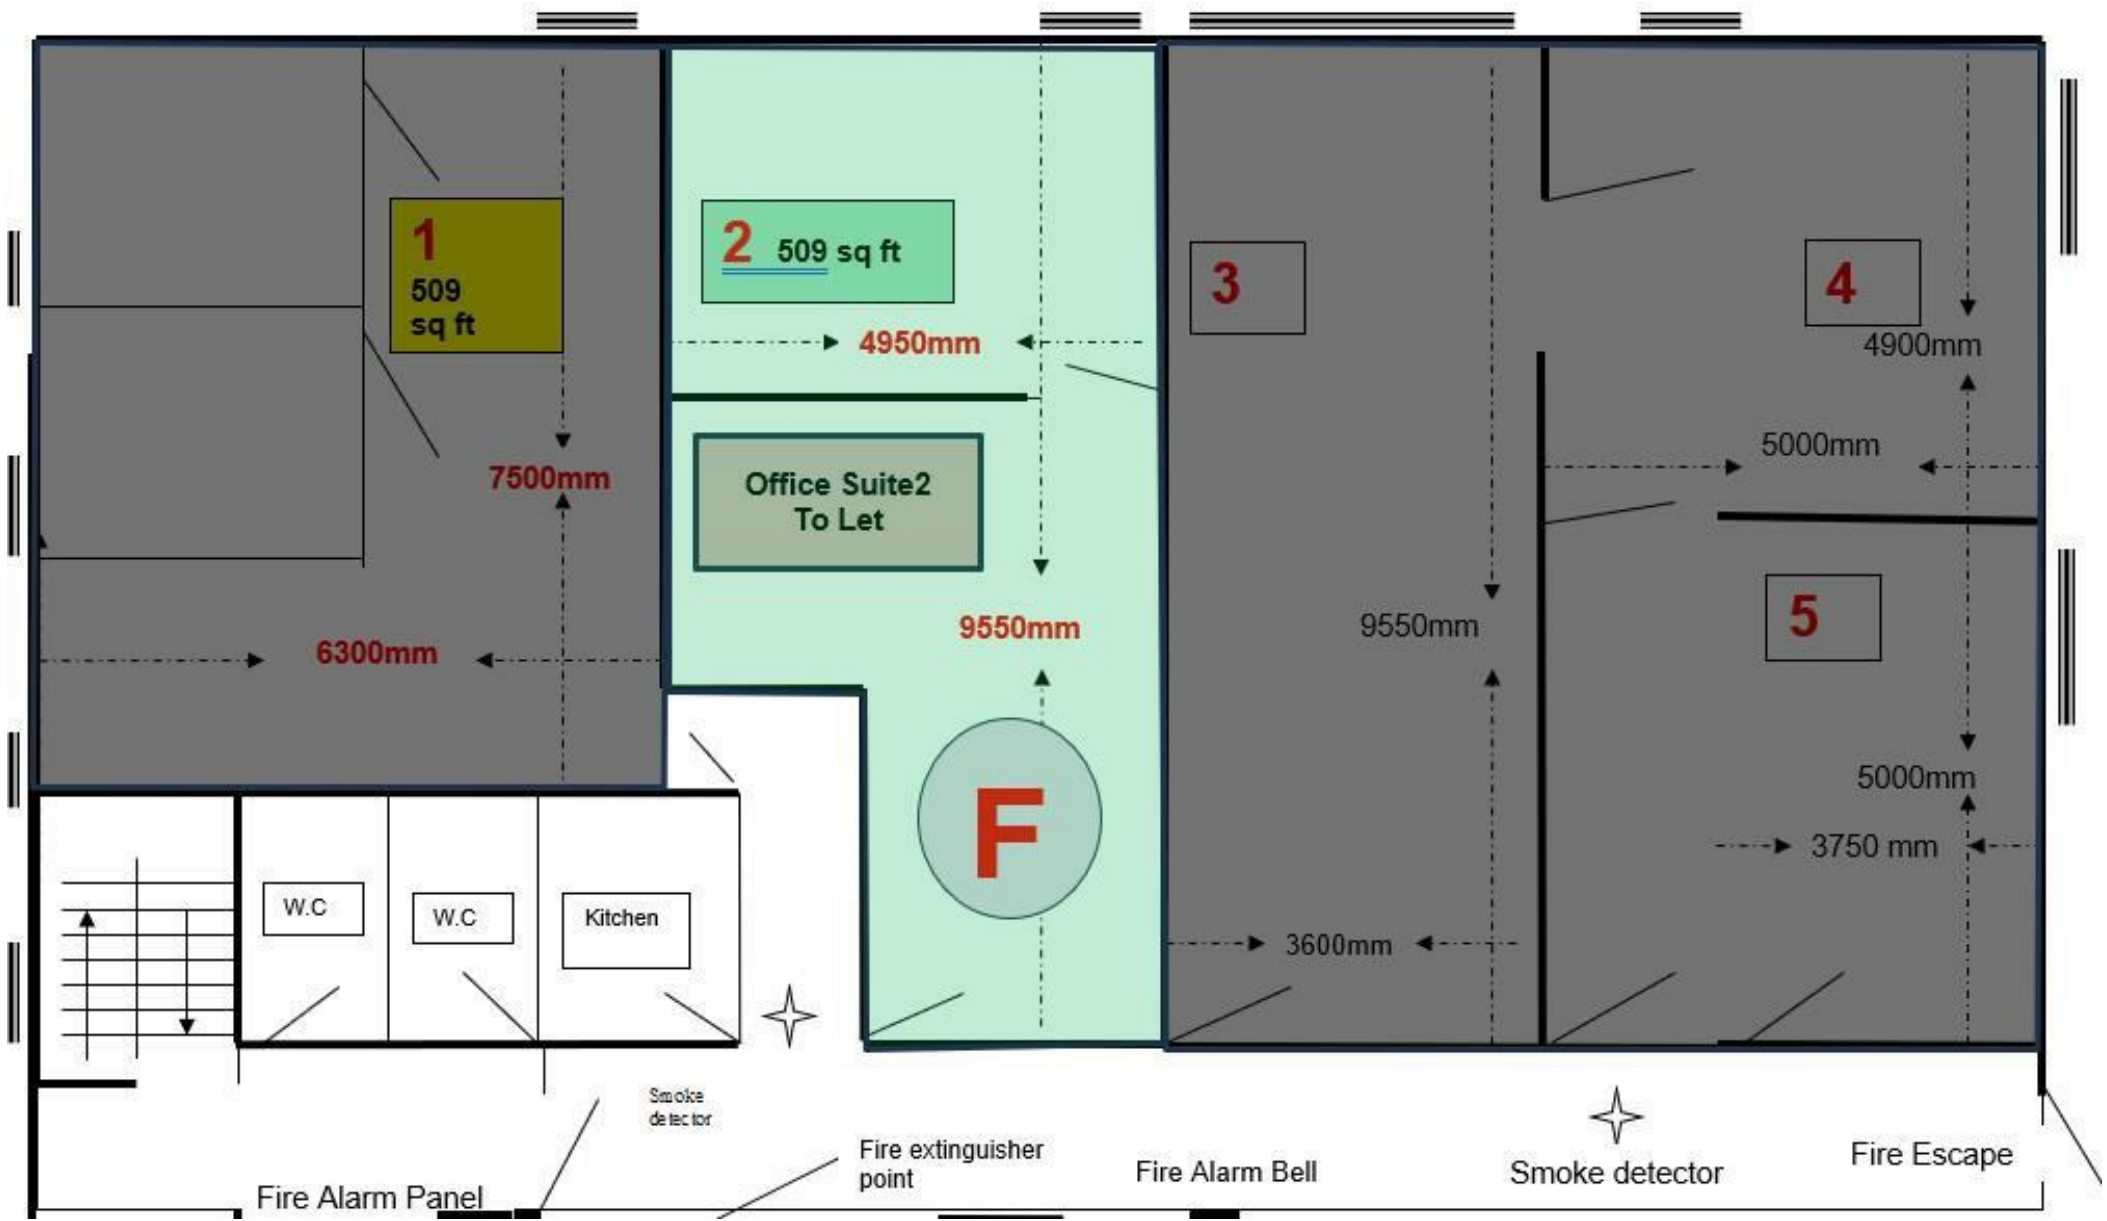 1
509
sq ft
2 509 sq ft
3
4
4950mm
4900mm
5000mm
7500mm
Office Suite2
To Let
9550mm
9550mm
5
6300mm
5000mm
F
3750 mm
W.C
W.C
Kitchen
3600mm
Smoke
detector
Fire extinguisher
point
Fire Alarm Bell
Smoke detector
Fire Escape
Fire Alarm Panel